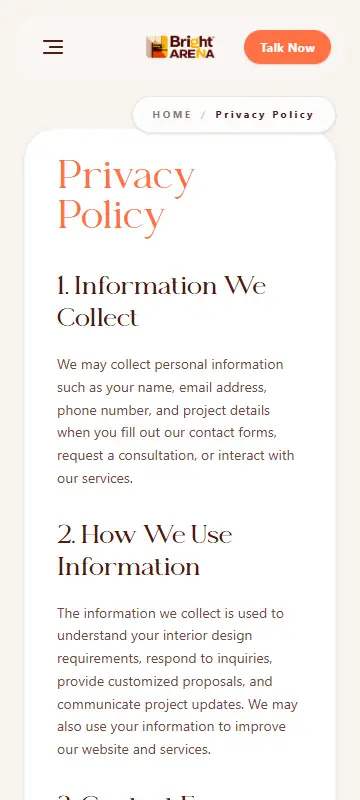 Bright
ARENA
Talk Now
HOME / Privacy Policy
Privacy
Policy
1. Information We
Collect
We may collect personal information
such as your name, email address,
phone number, and project details
when you fill out our contact forms,
request a consultation, or interact with
our services.
2. How We Use
Information
The information we collect is used to
understand your interior design
requirements, respond to inquiries,
provide customized proposals, and
communicate project updates. We may
also use your information to improve
our website and services.